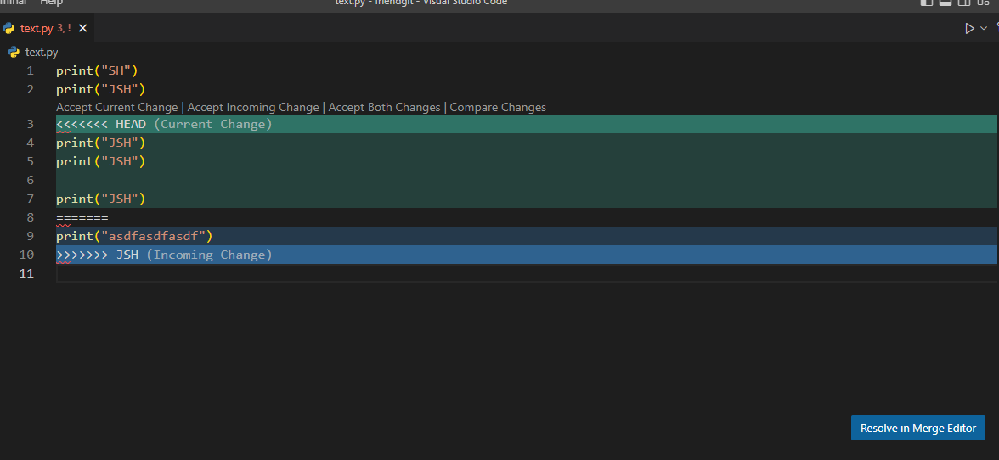 Help
text.py - friendgit - Visual Studio Code
text.py 3, !
text.py
1 print("SH")
2 print("JSH")
Accept Current Change | Accept Incoming Change | Accept Both Changes | Compare Changes
3 <<<<<<< HEAD (Current Change)
4 print("JSH")
5 print("JSH")
6
7 print("JSH")
8 =======
9 print("asdfasdfasdf")
10 >>>>>>> JSH (Incoming Change)
11
Resolve in Merge Editor